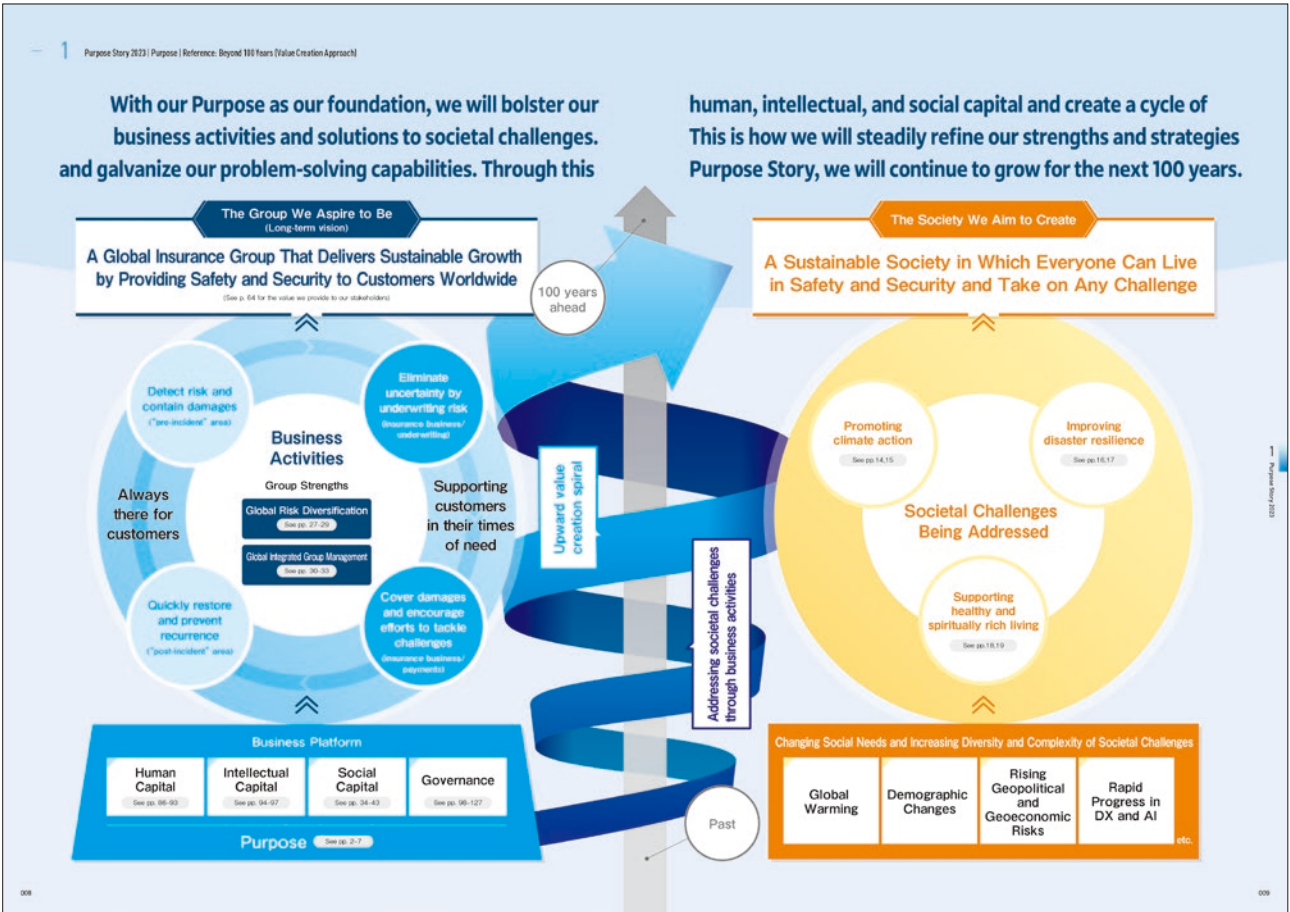 1 Purpose Story 2023 | Purpose | Reference: Beyond 100 Years (Value Creation Approach)
With our Purpose as our foundation, we will bolster our
human, intellectual, and social capital and create a cycle of
business activities and solutions to societal challenges.
This is how we will steadily refine our strengths and strategies
and galvanize our problem-solving capabilities. Through this
Purpose Story, we will continue to grow for the next 100 years.
The Group We Aspire to Be
(Long-term vision)
A Global Insurance Group That Delivers Sustainable Growth
by Providing Safety and Security to Customers Worldwide
(See p. 64 for the value we provide to our stakeholders)
Detect risk and
contain damages
("pre-incident" area)
Eliminate
uncertainty by
underwriting risk
(insurance business/
underwriting)
Business
Activities
Group Strengths
Global Risk Diversification
See pp. 27-29
Global Integrated Group Management
See pp. 30-33
Always
there for
customers
Supporting
customers
in their times
of need
Quickly restore
and prevent
recurrence
("post-incident" area)
Cover damages
and encourage
efforts to tackle
challenges
(insurance business/
payments)
Business Platform
Human
Capital
See pp. 86-93
Intellectual
Capital
See pp. 94-97
Social
Capital
See pp. 34-43
Governance
See pp. 98-127
Purpose See pp. 2-7
100 years
ahead
Upward value
creation spiral
Addressing societal challenges
through business activities
Past
The Society We Aim to Create
A Sustainable Society in Which Everyone Can Live
in Safety and Security and Take on Any Challenge
Promoting
climate action
See pp.14,15
Improving
disaster resilience
See pp.16,17
Societal Challenges
Being Addressed
Supporting
healthy and
spiritually rich living
See pp.18,19
Changing Social Needs and Increasing Diversity and Complexity of Societal Challenges
Global
Warming
Demographic
Changes
Rising
Geopolitical
and
Geoeconomic
Risks
Rapid
Progress in
DX and AI
etc.
1 Purpose Story 2023
008
009